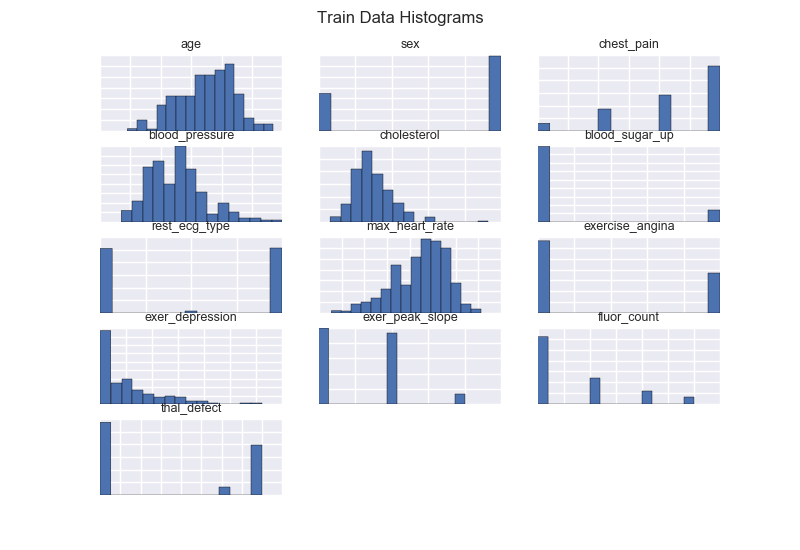 Train Data Histograms
age
sex
chest_pain
blood_pressure
cholesterol
blood_sugar_up
rest_ecg_type
max_heart_rate
exercise_angina
exer_depression
exer_peak_slope
fluor_count
thal_defect